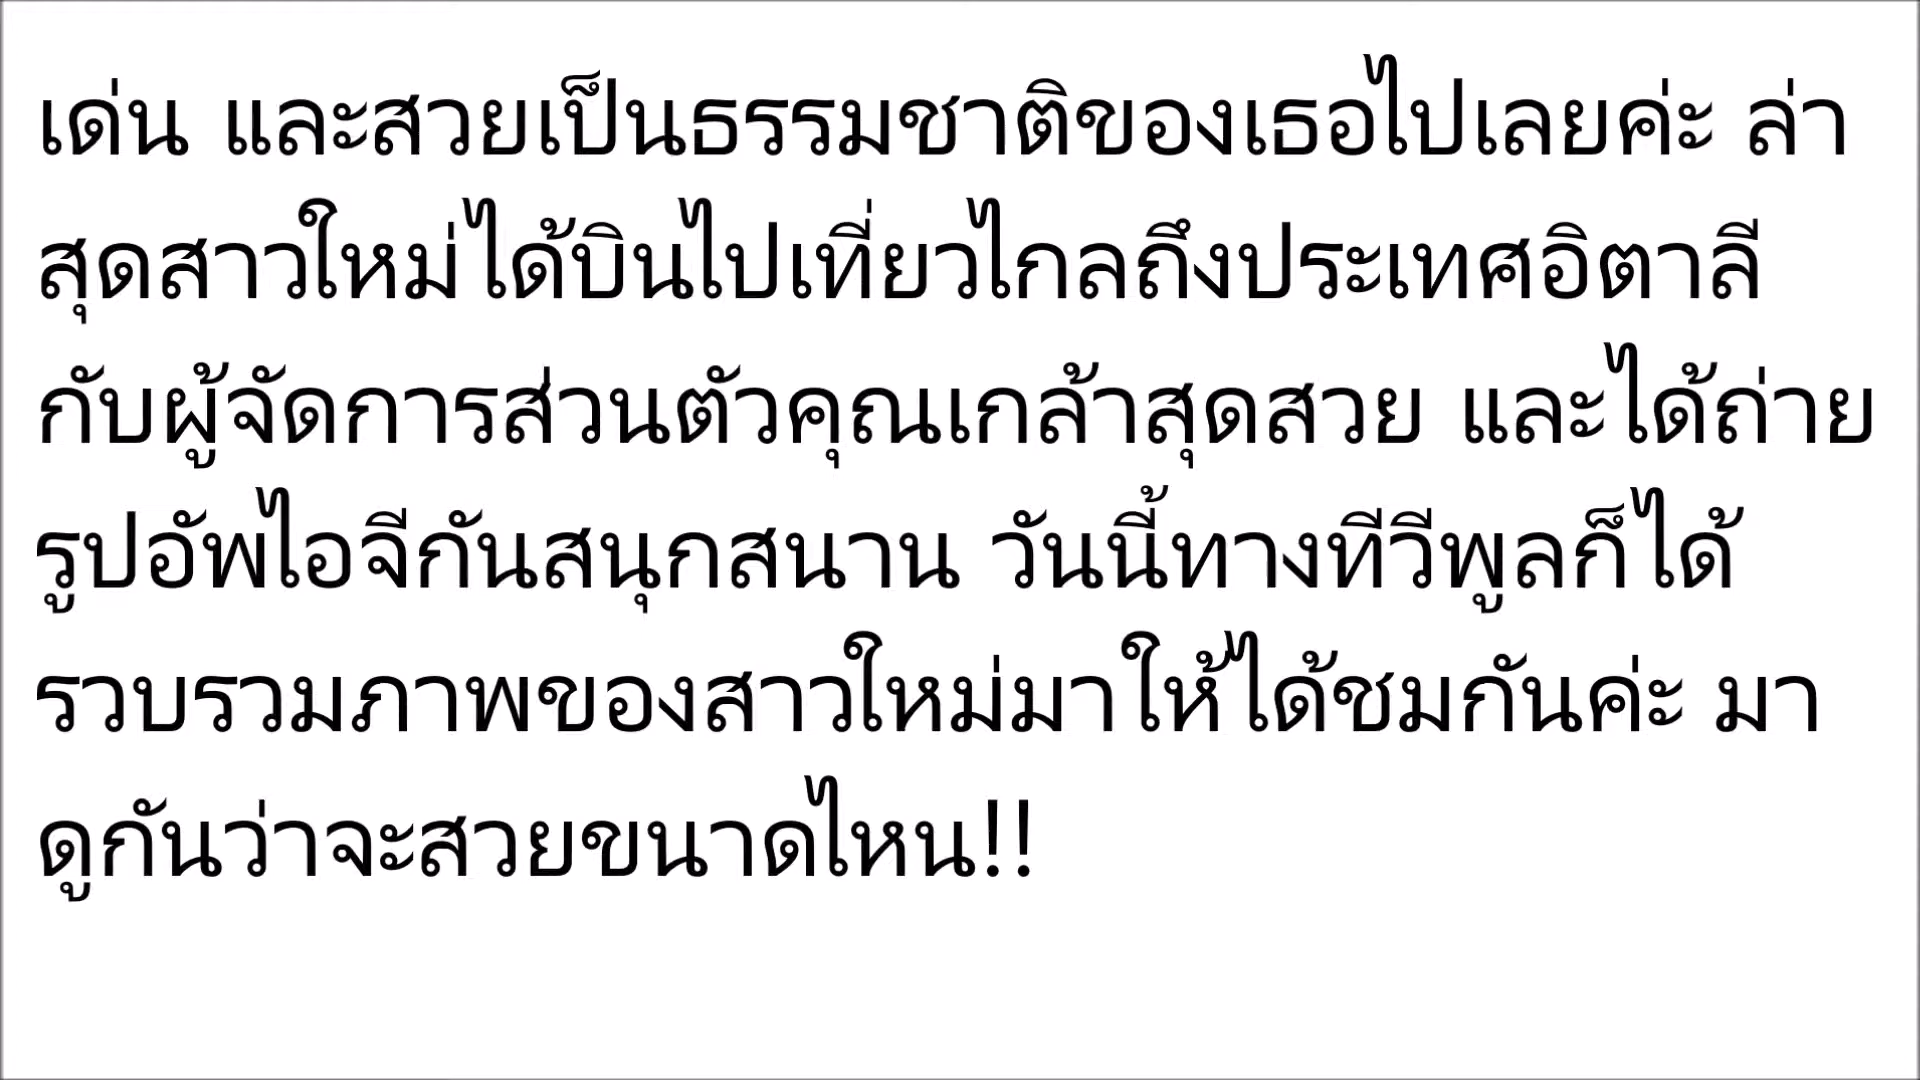 เด่น และสวยเป็นธรรมชาติของเธอไปเลยค่ะ ล่า
สุดสาวใหม่ได้บินไปเที่ยวไกลถึงประเทศอิตาลี
กับผู้จัดการส่วนตัวคุณเกล้าสุดสวย และได้ถ่าย
รูปอัพไอจีกันสนุกสนาน วันนี้ทางทีวีพูลก็ได้
รวบรวมภาพของสาวใหม่มาให้ได้ชมกันค่ะ มา
ดูกันว่าจะสวยขนาดไหน!!